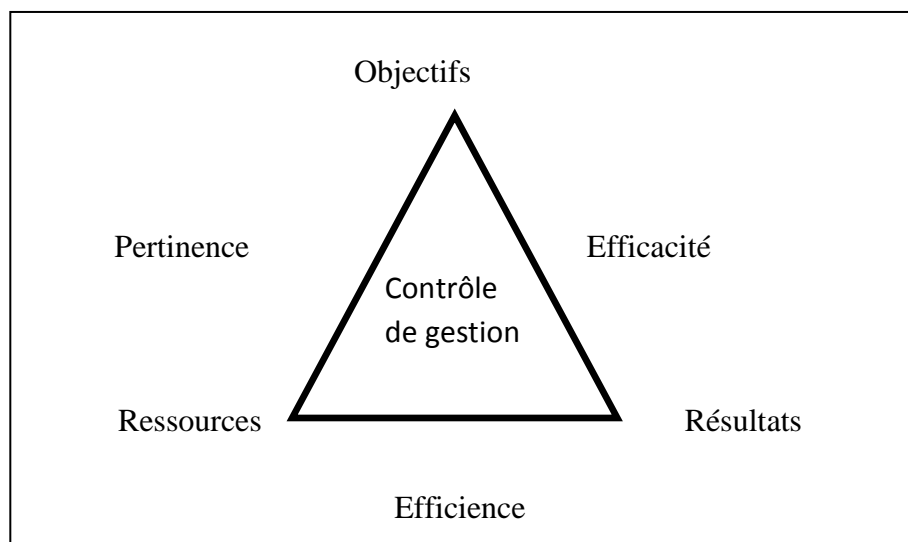 Objectifs
Pertinence
Efficacité
Contrôle
de gestion
Ressources
Résultats
Efficience